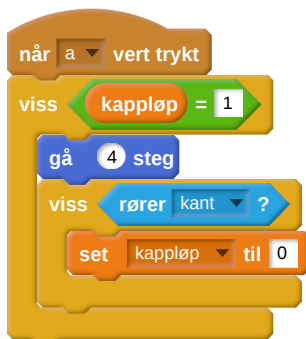 når a vert trykt
viss kappløp = 1
gå 4 steg
viss rører kant ?
set kappløp til 0